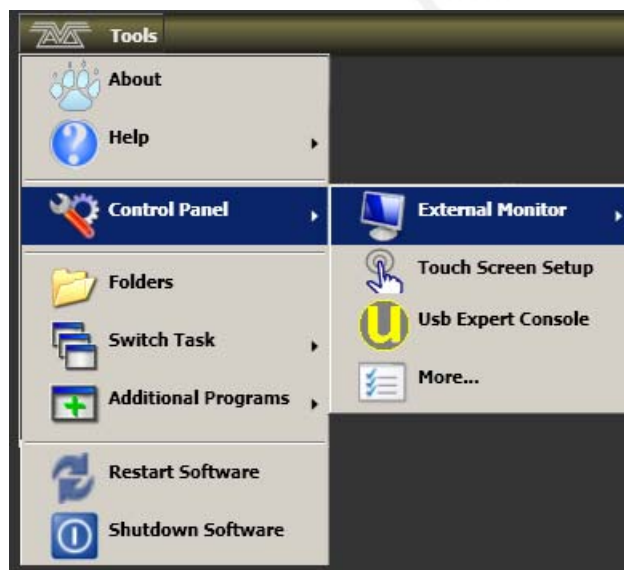 Tools
About
Help
Control Panel
Folders
Switch Task
Additional Programs
Restart Software
Shutdown Software
External Monitor
Touch Screen Setup
Usb Expert Console
More...